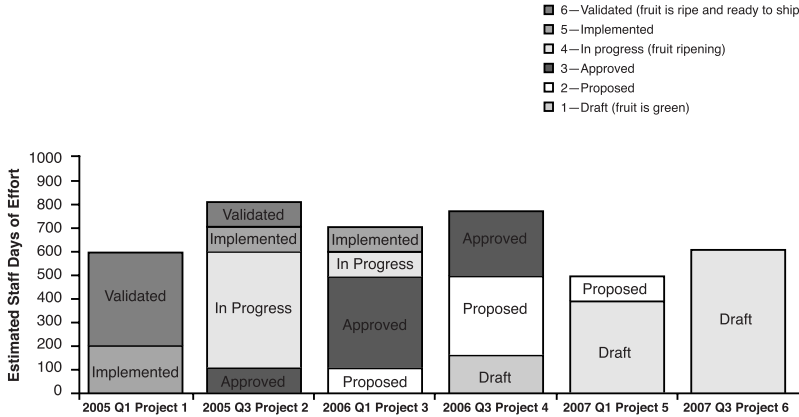 6—Validated (fruit is ripe and ready to ship
5—Implemented
4—In progress (fruit ripening)
3—Approved
2—Proposed
1—Draft (fruit is green)
Estimated Staff Days of Effort
1000
900
800
700
600
500
400
300
200
100
0
Validated
Implemented
Validated
Implemented
In Progress
Approved
Implemented
In Progress
Approved
Proposed
Approved
Proposed
Draft
Proposed
Draft
Draft
2005 Q1 Project 1
2005 Q3 Project 2
2006 Q1 Project 3
2006 Q3 Project 4
2007 Q1 Project 5
2007 Q3 Project 6